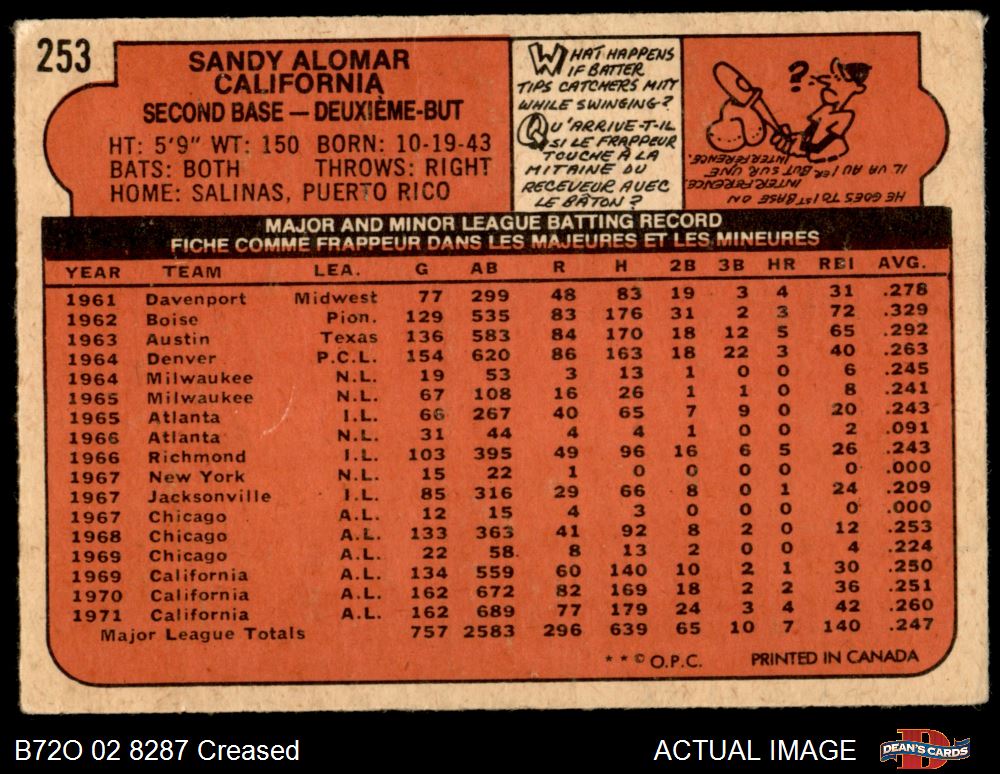 253
SANDY ALOMAR
CALIFORNIA
SECOND BASE — DEUXIÈME-BUT
HT: 5'9" WT: 150 BORN: 10-19-43
BATS: BOTH THROWS: RIGHT
HOME: SALINAS, PUERTO RICO
WHAT HAPPENS
IF BATTER
TIPS CATCHERS MITT
WHILE SWINGING?
QU'ARRIVE-T-IL
SI LE FRAPPEUR
TOUCHE À LA
MITAINE DU
RECEVEUR AVEC
LE BÂTON?
?
HE GOES TO 1ST BASE ON
INTERFERENCE
IL VA AU 1ER BUT SUR UNE
INTERFÉRENCE.
MAJOR AND MINOR LEAGUE BATTING RECORD
FICHE COMME FRAPPEUR DANS LES MAJEURES ET LES MINEURES
YEAR TEAM LEA. G AB R H 2B 3B HR RBI AVG.
1961 Davenport Midwest 77 299 48 83 19 3 4 31 .278
1962 Boise Pion. 129 535 83 176 31 2 3 72 .329
1963 Austin Texas 136 583 84 170 18 12 5 65 .292
1964 Denver P.C.L. 154 620 86 163 18 22 3 40 .263
1964 Milwaukee N.L. 19 53 3 13 1 0 0 6 .245
1965 Milwaukee N.L. 67 108 16 26 1 1 0 8 .241
1965 Atlanta I.L. 66 267 40 65 7 9 0 20 .243
1966 Atlanta N.L. 31 44 4 4 1 0 0 2 .091
1966 Richmond I.L. 103 395 49 96 16 6 5 26 .243
1967 New York N.L. 15 22 1 0 0 0 0 0 .000
1967 Jacksonville I.L. 85 316 29 66 8 0 1 24 .209
1967 Chicago A.L. 12 15 4 3 0 0 0 0 .000
1968 Chicago A.L. 133 363 41 92 8 2 0 12 .253
1969 Chicago A.L. 22 58 8 13 2 0 0 4 .224
1969 California A.L. 134 559 60 140 10 2 1 30 .250
1970 California A.L. 162 672 82 169 18 2 2 36 .251
1971 California A.L. 162 689 77 179 24 3 4 42 .260
Major League Totals 757 2583 296 639 65 10 7 140 .247
* * © O.P.C. PRINTED IN CANADA
B72O 02 8287 Creased ACTUAL IMAGE
DEAN'S CARDS